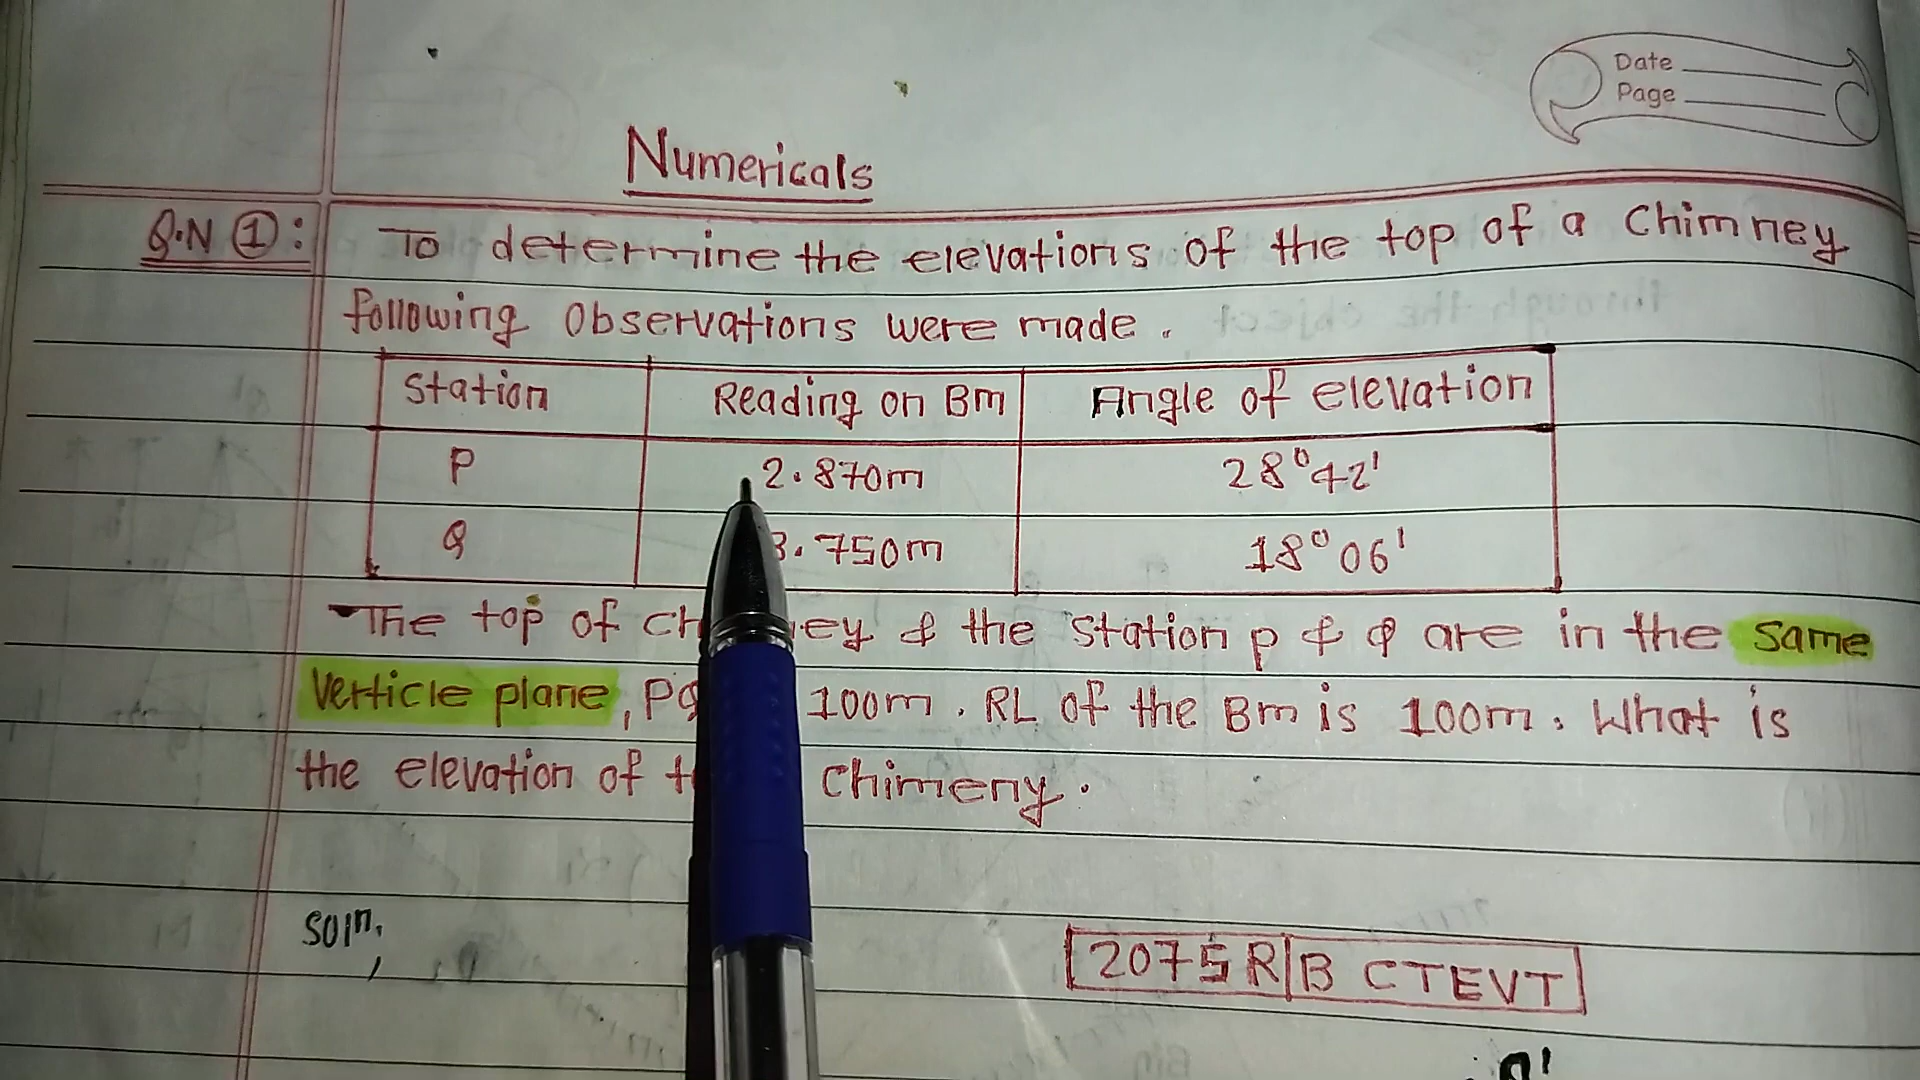 Date
Page
Numericals
Q.N ①: To determine the elevations of the top of a Chimney
following observations were made.
Station Reading on Bm Angle of elevation
P 2.870m 28°42'
Q 3.750m 18°06'
The top of & the station p & q are in the same
verticle plane, 100m. RL of the Bm is 100m. What is
the elevation of Chimeny.
Soln,
2075 R|B CTEVT